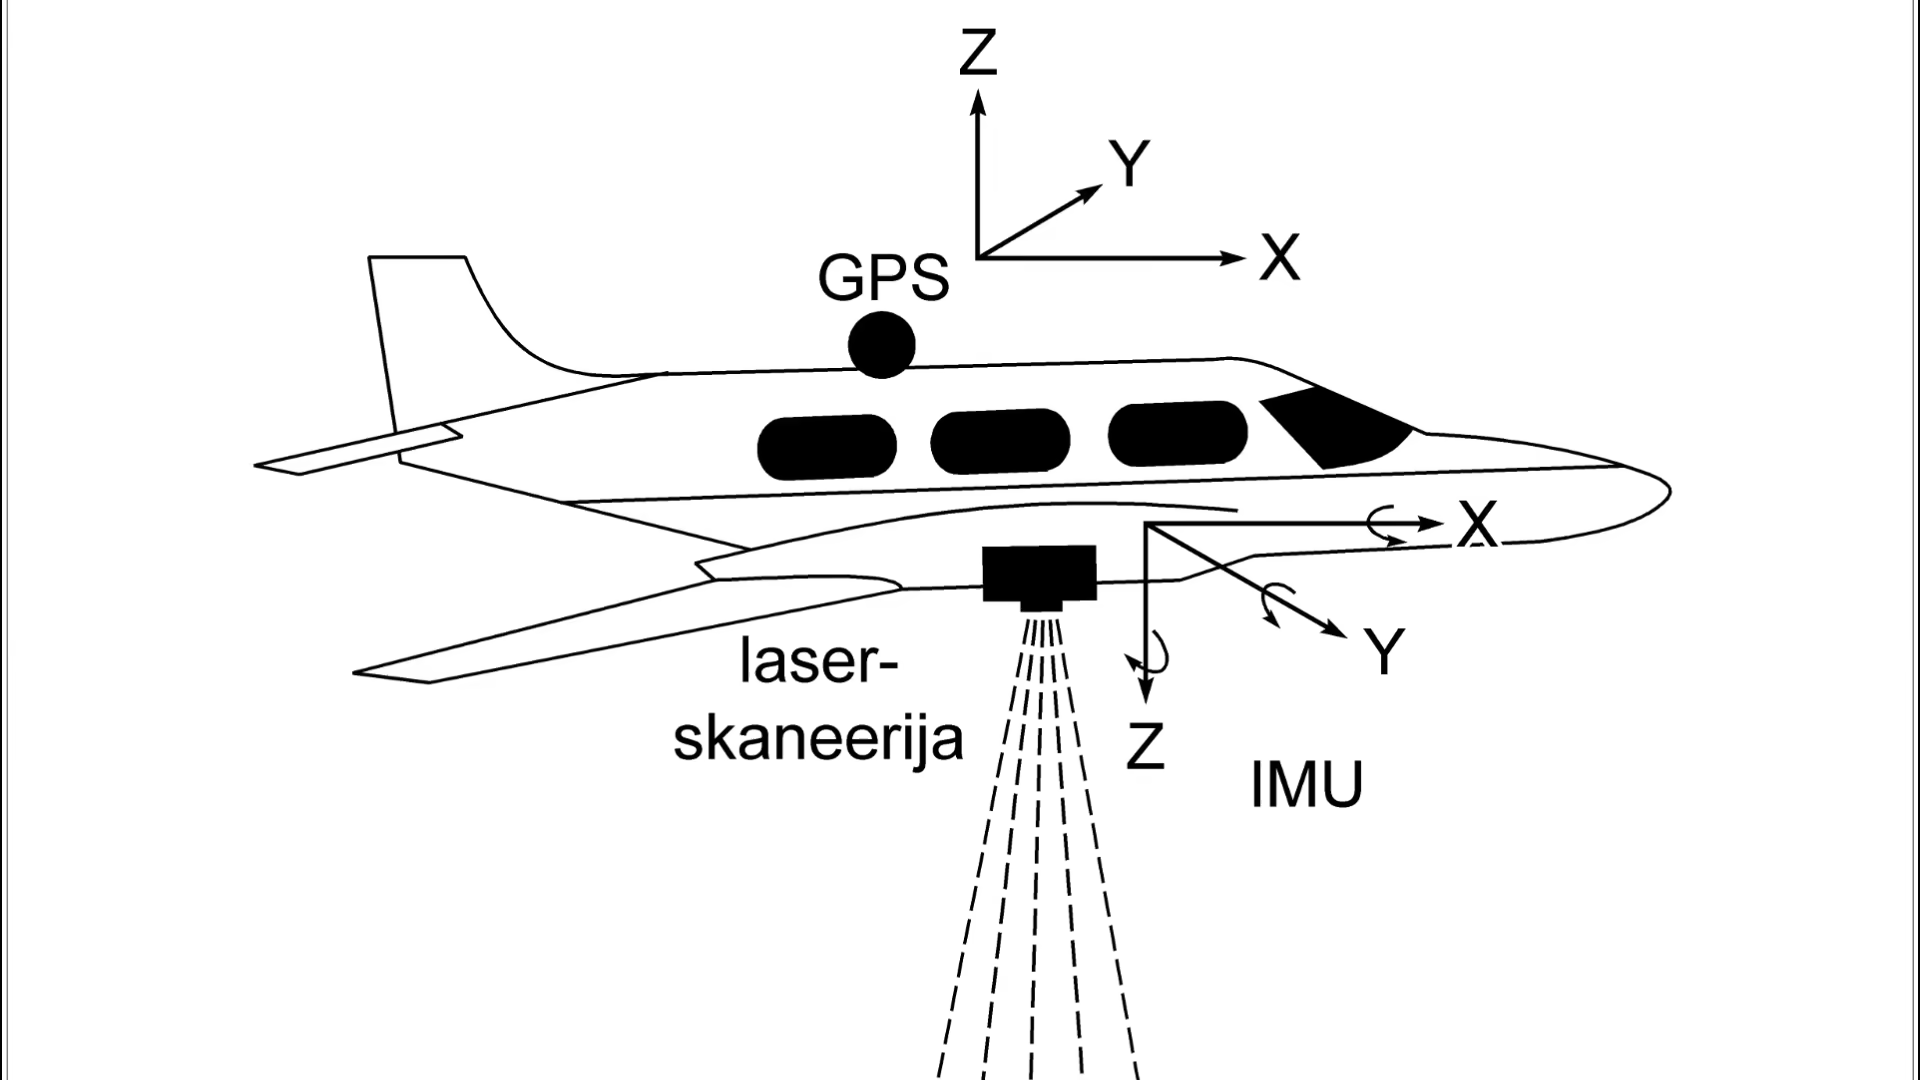 Z
Y
X
GPS
X
Y
laser-
skaneerija
Z
IMU